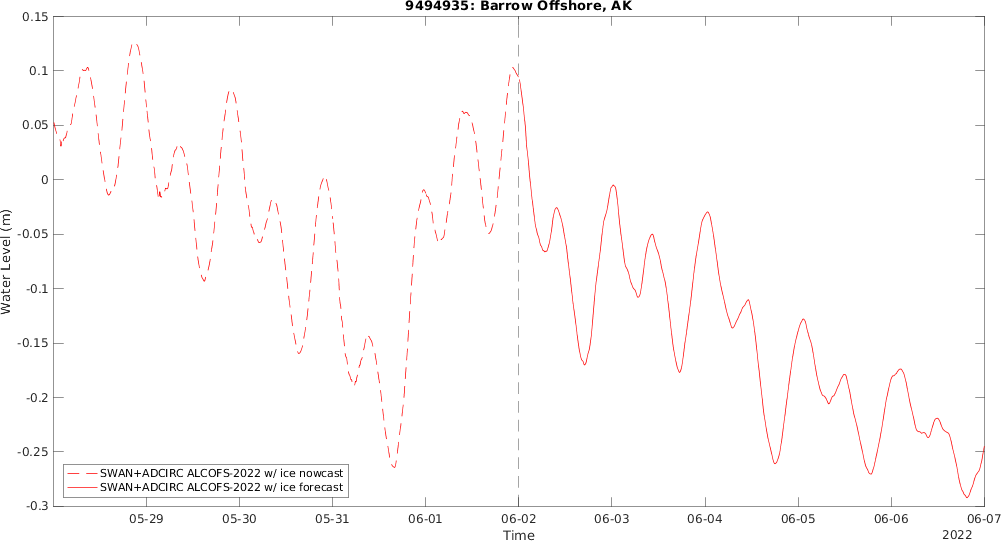 9494935: Barrow Offshore, AK
0.15
0.1
0.05
0
-0.05
-0.1
-0.15
-0.2
-0.25
-0.3
Water Level (m)
SWAN+ADCIRC ALCOFS-2022 w/ ice nowcast
SWAN+ADCIRC ALCOFS-2022 w/ ice forecast
05-29 05-30 05-31 06-01 06-02 06-03 06-04 06-05 06-06 06-07
Time
2022